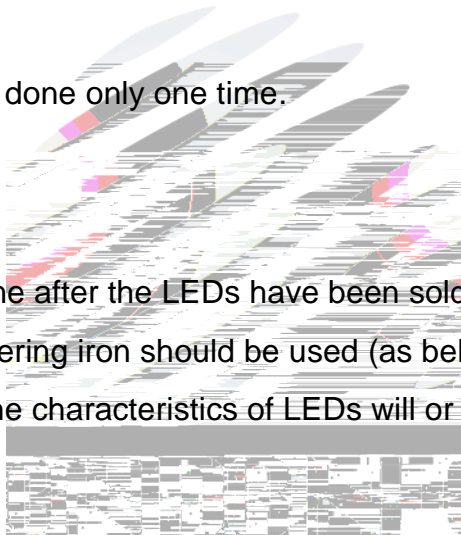 done only one time.
ne after the LEDs have been sold
ering iron should be used (as bel
ne characteristics of LEDs will or